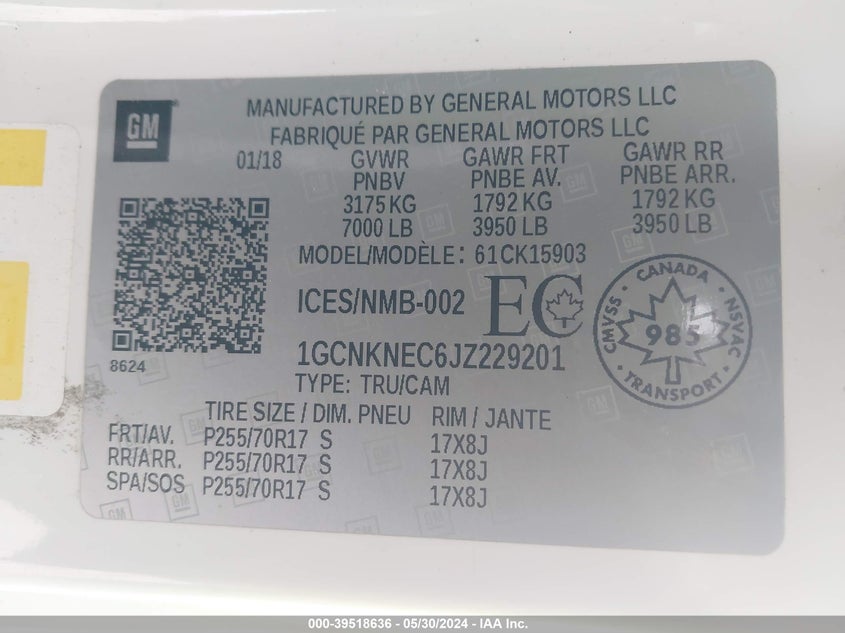 GM
MANUFACTURED BY GENERAL MOTORS LLC
FABRIQUÉ PAR GENERAL MOTORS LLC
01/18 GVWR GAWR FRT GAWR RR
PNBV PNBE AV. PNBE ARR.
3175 KG 1792 KG 1792 KG
7000 LB 3950 LB 3950 LB
MODEL/MODÈLE: 61CK15903
ICES/NMB-002 EC
CANADA
CMVSS 985 NSVAC
TRANSPORT
8624
1GCNKNEC6JZ229201
TYPE: TRU/CAM
TIRE SIZE / DIM. PNEU RIM / JANTE
FRT/AV. P255/70R17 S 17X8J
RR/ARR. P255/70R17 S 17X8J
SPA/SOS P255/70R17 S 17X8J
000-39518636 - 05/30/2024 - IAA Inc.